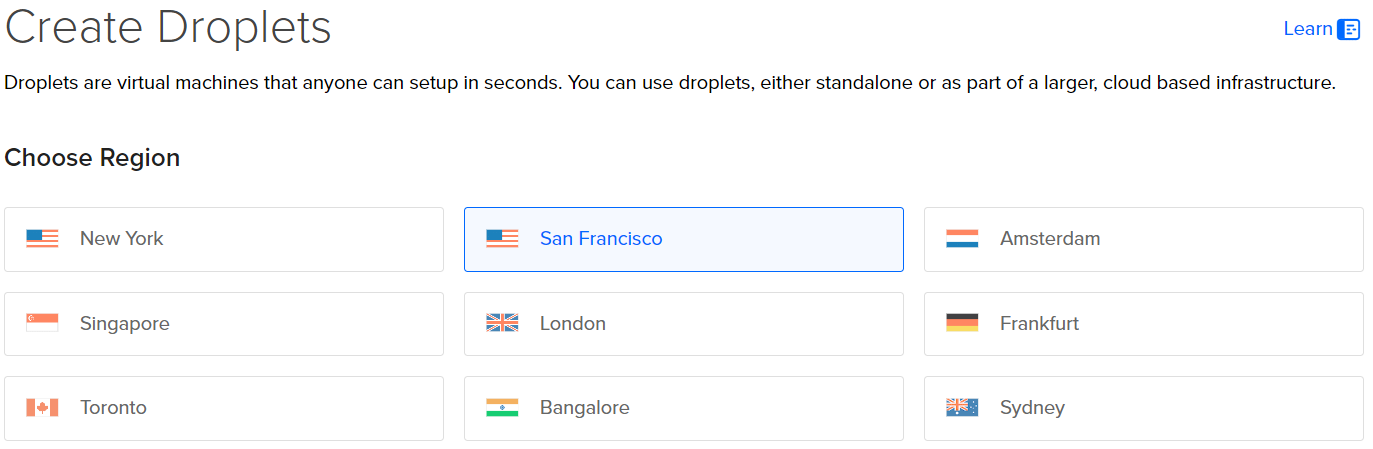 Create Droplets
Learn
Droplets are virtual machines that anyone can setup in seconds. You can use droplets, either standalone or as part of a larger, cloud based infrastructure.
Choose Region
New York
San Francisco
Amsterdam
Singapore
London
Frankfurt
Toronto
Bangalore
Sydney